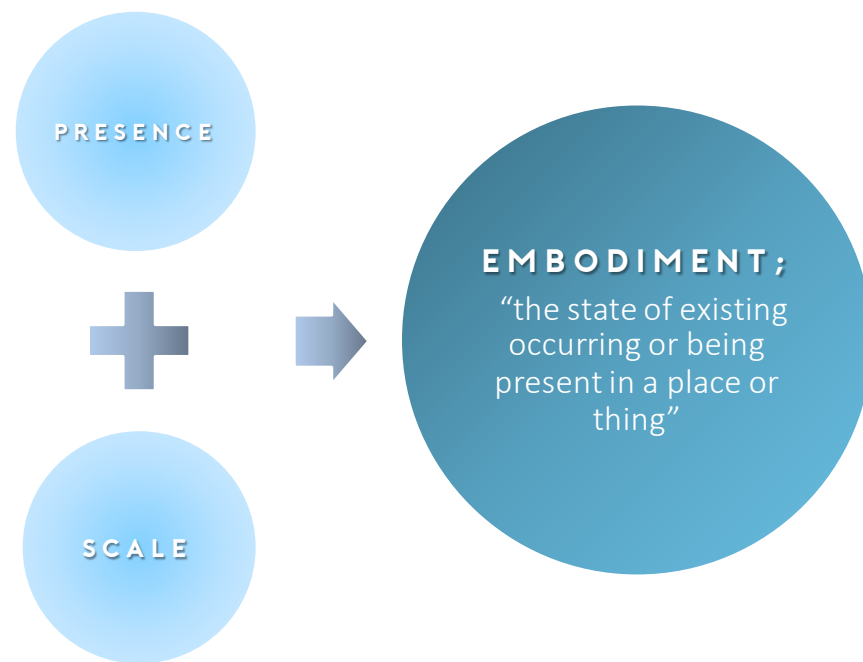 PRESENCE
SCALE
EMBODIMENT;
“the state of existing
occurring or being
present in a place or
thing”